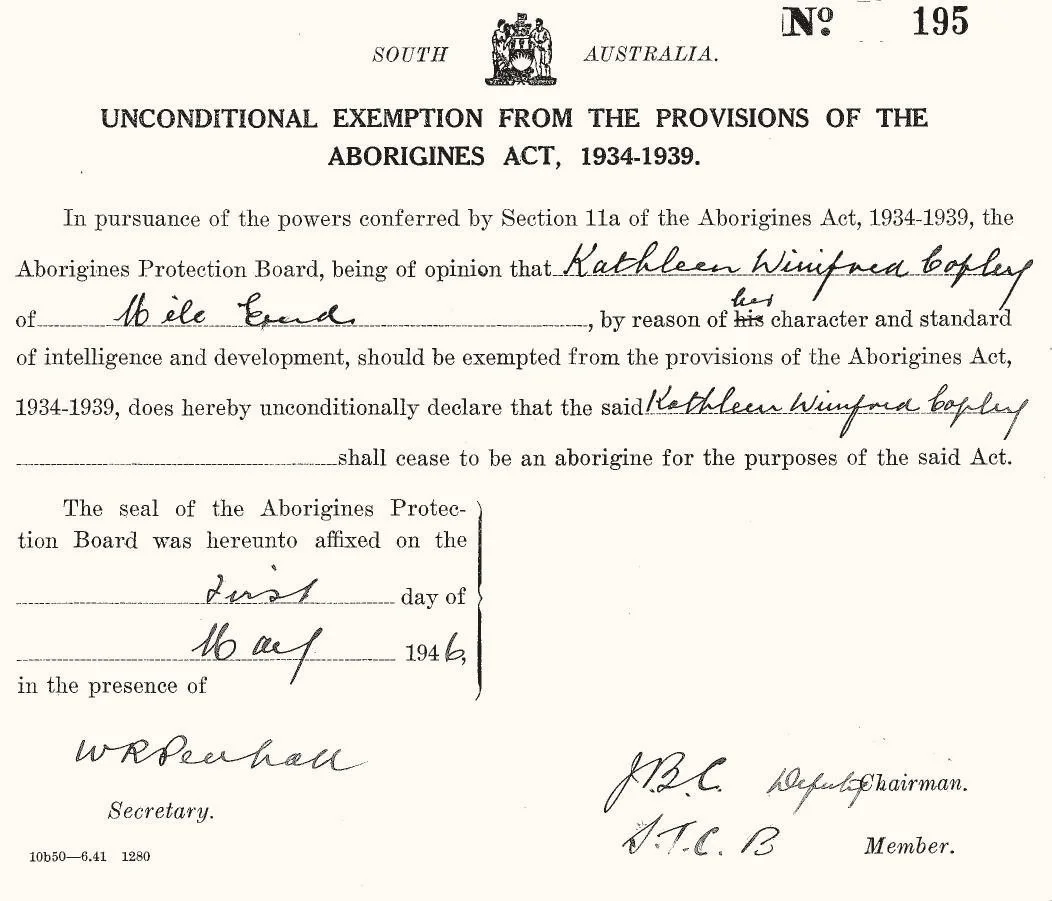 No 195
SOUTH AUSTRALIA.
UNCONDITIONAL EXEMPTION FROM THE PROVISIONS OF THE
ABORIGINES ACT, 1934-1939.
In pursuance of the powers conferred by Section 11a of the Aborigines Act, 1934-1939, the
Aborigines Protection Board, being of opinion that Kathleen Winifred Copley
of Mile End, by reason of his her character and standard
of intelligence and development, should be exempted from the provisions of the Aborigines Act,
1934-1939, does hereby unconditionally declare that the said Kathleen Winifred Copley
shall cease to be an aborigine for the purposes of the said Act.
The seal of the Aborigines Protec-
tion Board was hereunto affixed on the
First day of
May 1946,
in the presence of
WRPenhall
Secretary.
J.B.C. Deputy Chairman.
S.T.C. B Member.
10b50—6.41 1280